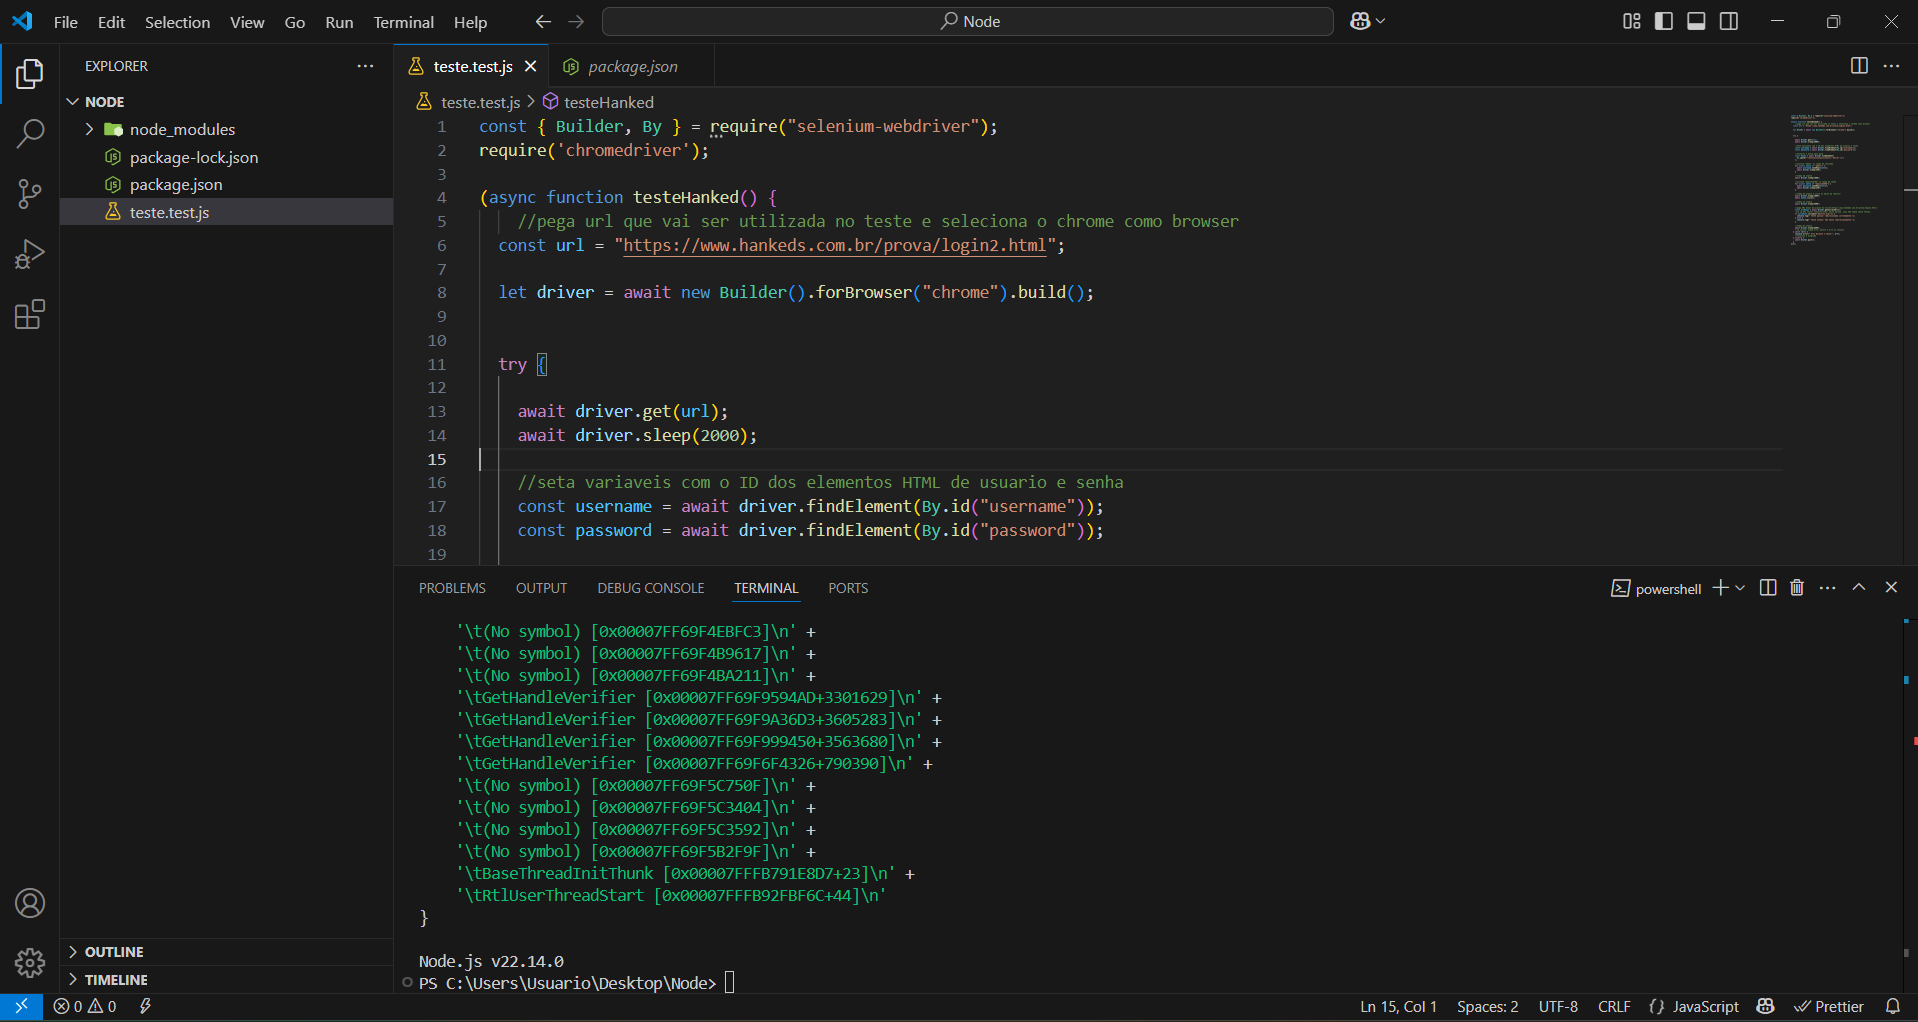 File Edit Selection View Go Run Terminal Help
Node
EXPLORER
NODE
node_modules
package-lock.json
package.json
teste.test.js
OUTLINE
TIMELINE
teste.test.js
package.json
teste.test.js > testeHanked
1 const { Builder, By } = require("selenium-webdriver");
2 require('chromedriver');
3
4 (async function testeHanked() {
5 //pega url que vai ser utilizada no teste e seleciona o chrome como browser
6 const url = "https://www.hankeds.com.br/prova/login2.html";
7
8 let driver = await new Builder().forBrowser("chrome").build();
9
10
11 try {
12
13 await driver.get(url);
14 await driver.sleep(2000);
15
16 //seta variaveis com o ID dos elementos HTML de usuario e senha
17 const username = await driver.findElement(By.id("username"));
18 const password = await driver.findElement(By.id("password"));
19
PROBLEMS OUTPUT DEBUG CONSOLE TERMINAL PORTS
powershell
'\t(No symbol) [0x00007FF69F4EBFC3]\n' +
'\t(No symbol) [0x00007FF69F4B9617]\n' +
'\t(No symbol) [0x00007FF69F4BA211]\n' +
'\tGetHandleVerifier [0x00007FF69F9594AD+3301629]\n' +
'\tGetHandleVerifier [0x00007FF69F9A36D3+3605283]\n' +
'\tGetHandleVerifier [0x00007FF69F999450+3563680]\n' +
'\tGetHandleVerifier [0x00007FF69F6F4326+790390]\n' +
'\t(No symbol) [0x00007FF69F5C750F]\n' +
'\t(No symbol) [0x00007FF69F5C3404]\n' +
'\t(No symbol) [0x00007FF69F5C3592]\n' +
'\t(No symbol) [0x00007FF69F5B2F9F]\n' +
'\tBaseThreadInitThunk [0x00007FFFB791E8D7+23]\n' +
'\tRtlUserThreadStart [0x00007FFFB92FBF6C+44]\n'
}
Node.js v22.14.0
PS C:\Users\Usuario\Desktop\Node>
0 0
Ln 15, Col 1 Spaces: 2 UTF-8 CRLF {} JavaScript Prettier